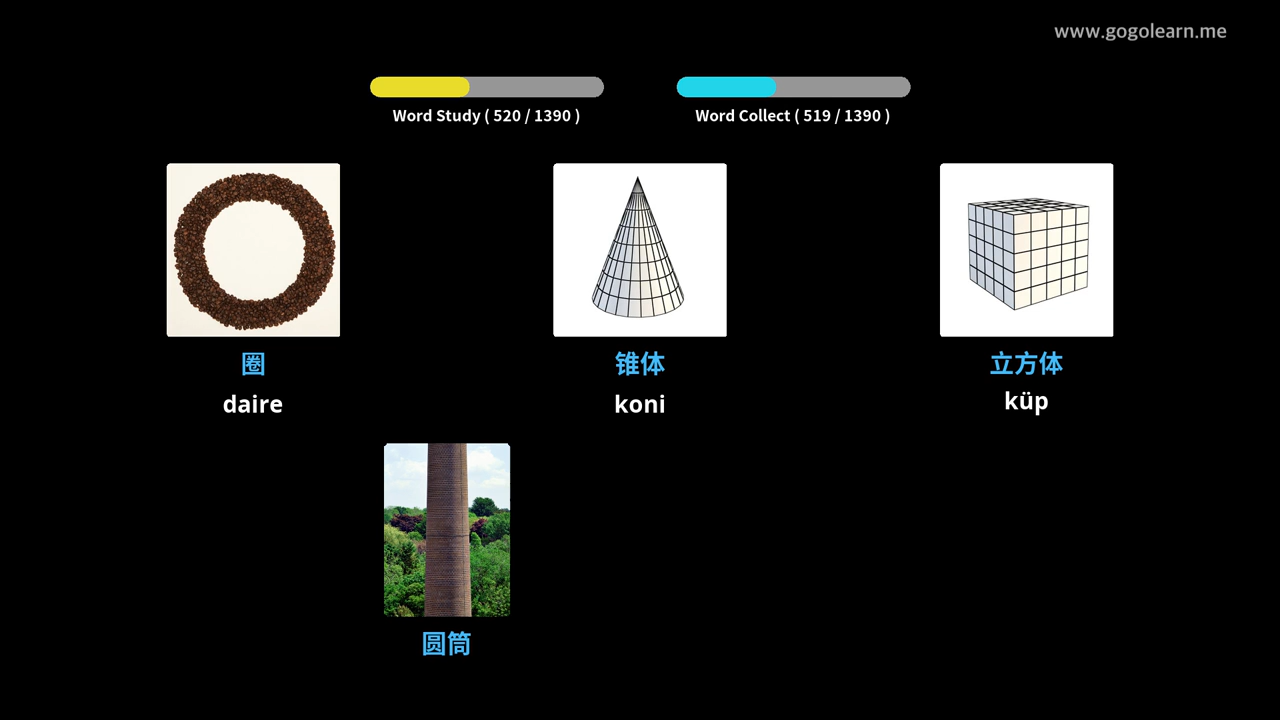 www.gogolearn.me
Word Study ( 520 / 1390 )
Word Collect ( 519 / 1390 )
圈
锥体
立方体
daire
koni
küp
圆筒